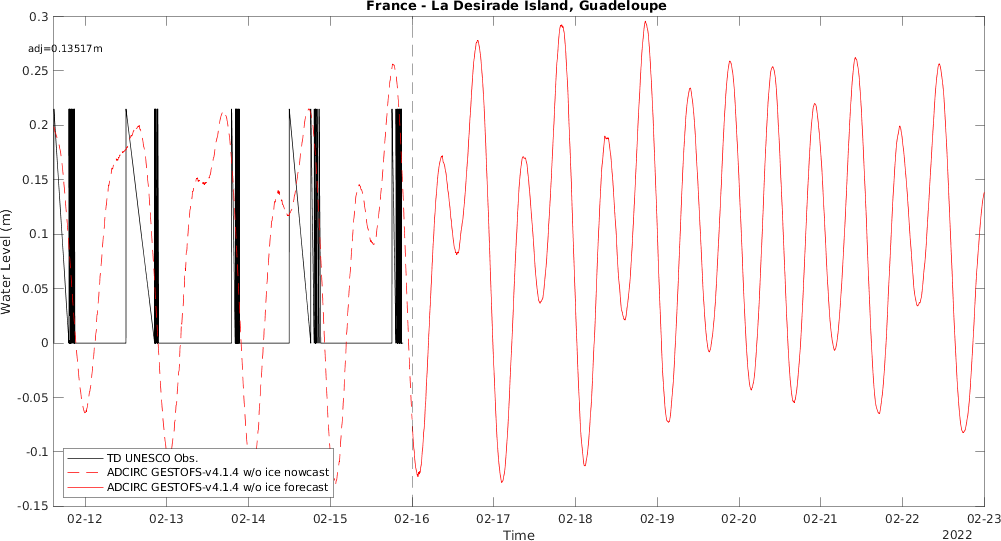 France - La Desirade Island, Guadeloupe
adj=0.13517m
0.3
0.25
0.2
0.15
0.1
0.05
0
-0.05
-0.1
-0.15
Water Level (m)
TD UNESCO Obs.
ADCIRC GESTOFS-v4.1.4 w/o ice nowcast
ADCIRC GESTOFS-v4.1.4 w/o ice forecast
02-12 02-13 02-14 02-15 02-16 02-17 02-18 02-19 02-20 02-21 02-22 02-23
Time
2022